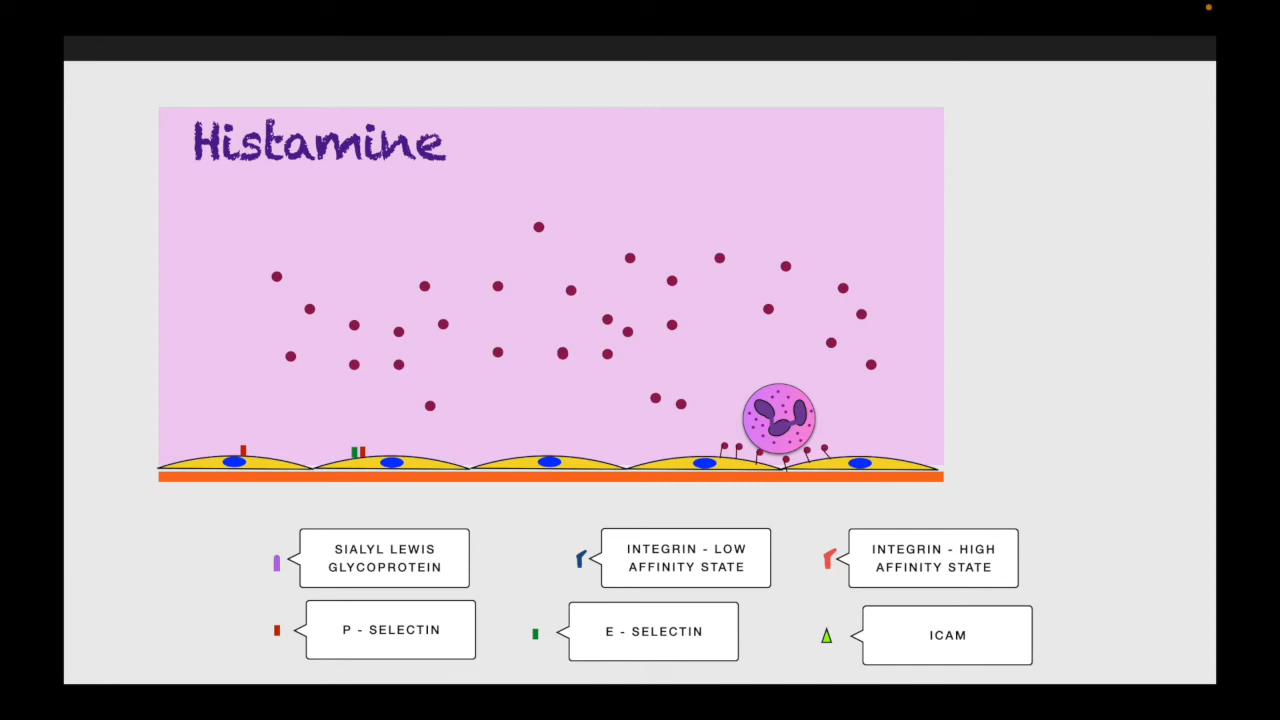 Histamine
SIALYL LEWIS
GLYCOPROTEIN
INTEGRIN - LOW
AFFINITY STATE
INTEGRIN - HIGH
AFFINITY STATE
P - SELECTIN
E - SELECTIN
ICAM